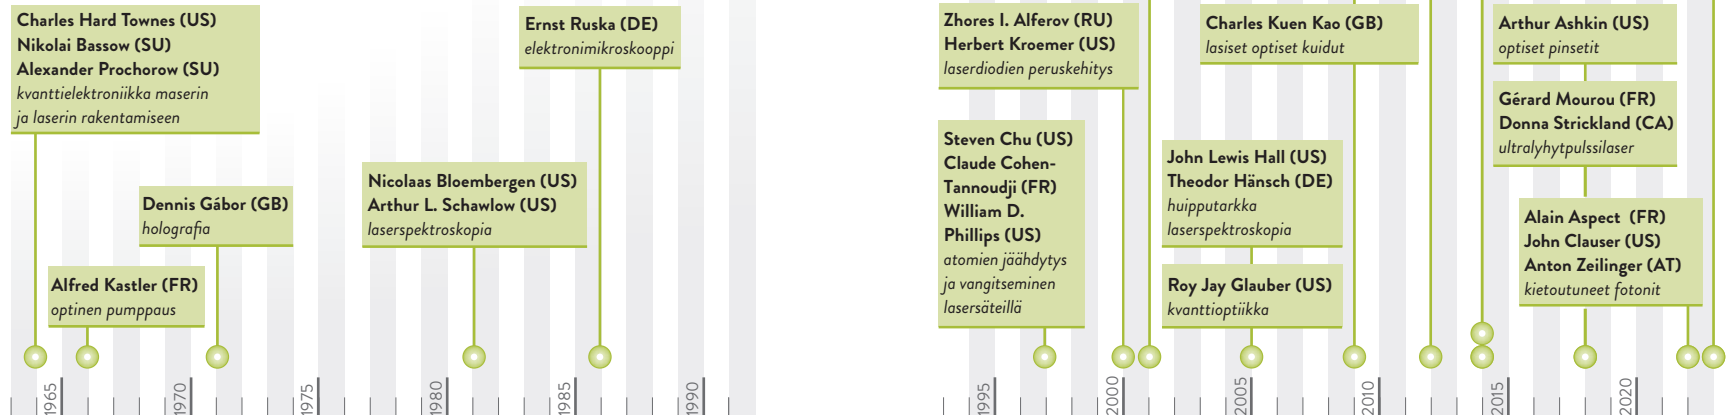 Charles Hard Townes (US)
Nikolai Bassow (SU)
Alexander Prochorow (SU)
kvanttielektroniikka maserin
ja laserin rakentamiseen
Alfred Kastler (FR)
optinen pumppaus
Dennis Gábor (GB)
holografia
Nicolaas Bloembergen (US)
Arthur L. Schawlow (US)
laserspektroskopia
Ernst Ruska (DE)
elektronimikroskooppi
Zhores I. Alferov (RU)
Herbert Kroemer (US)
laserdiodien peruskehitys
Steven Chu (US)
Claude Cohen-
Tannoudji (FR)
William D.
Phillips (US)
atomien jäähdytys
ja vangitseminen
lasersäteillä
Charles Kuen Kao (GB)
lasiset optiset kuidut
John Lewis Hall (US)
Theodor Hänsch (DE)
huipputarkka
laserspektroskopia
Roy Jay Glauber (US)
kvanttioptiikka
Arthur Ashkin (US)
optiset pinsetit
Gérard Mourou (FR)
Donna Strickland (CA)
ultralyhytpulssilaser
Alain Aspect (FR)
John Clauser (US)
Anton Zeilinger (AT)
kietoutuneet fotonit
1965
1970
1975
1980
1985
1990
1995
2000
2005
2010
2015
2020